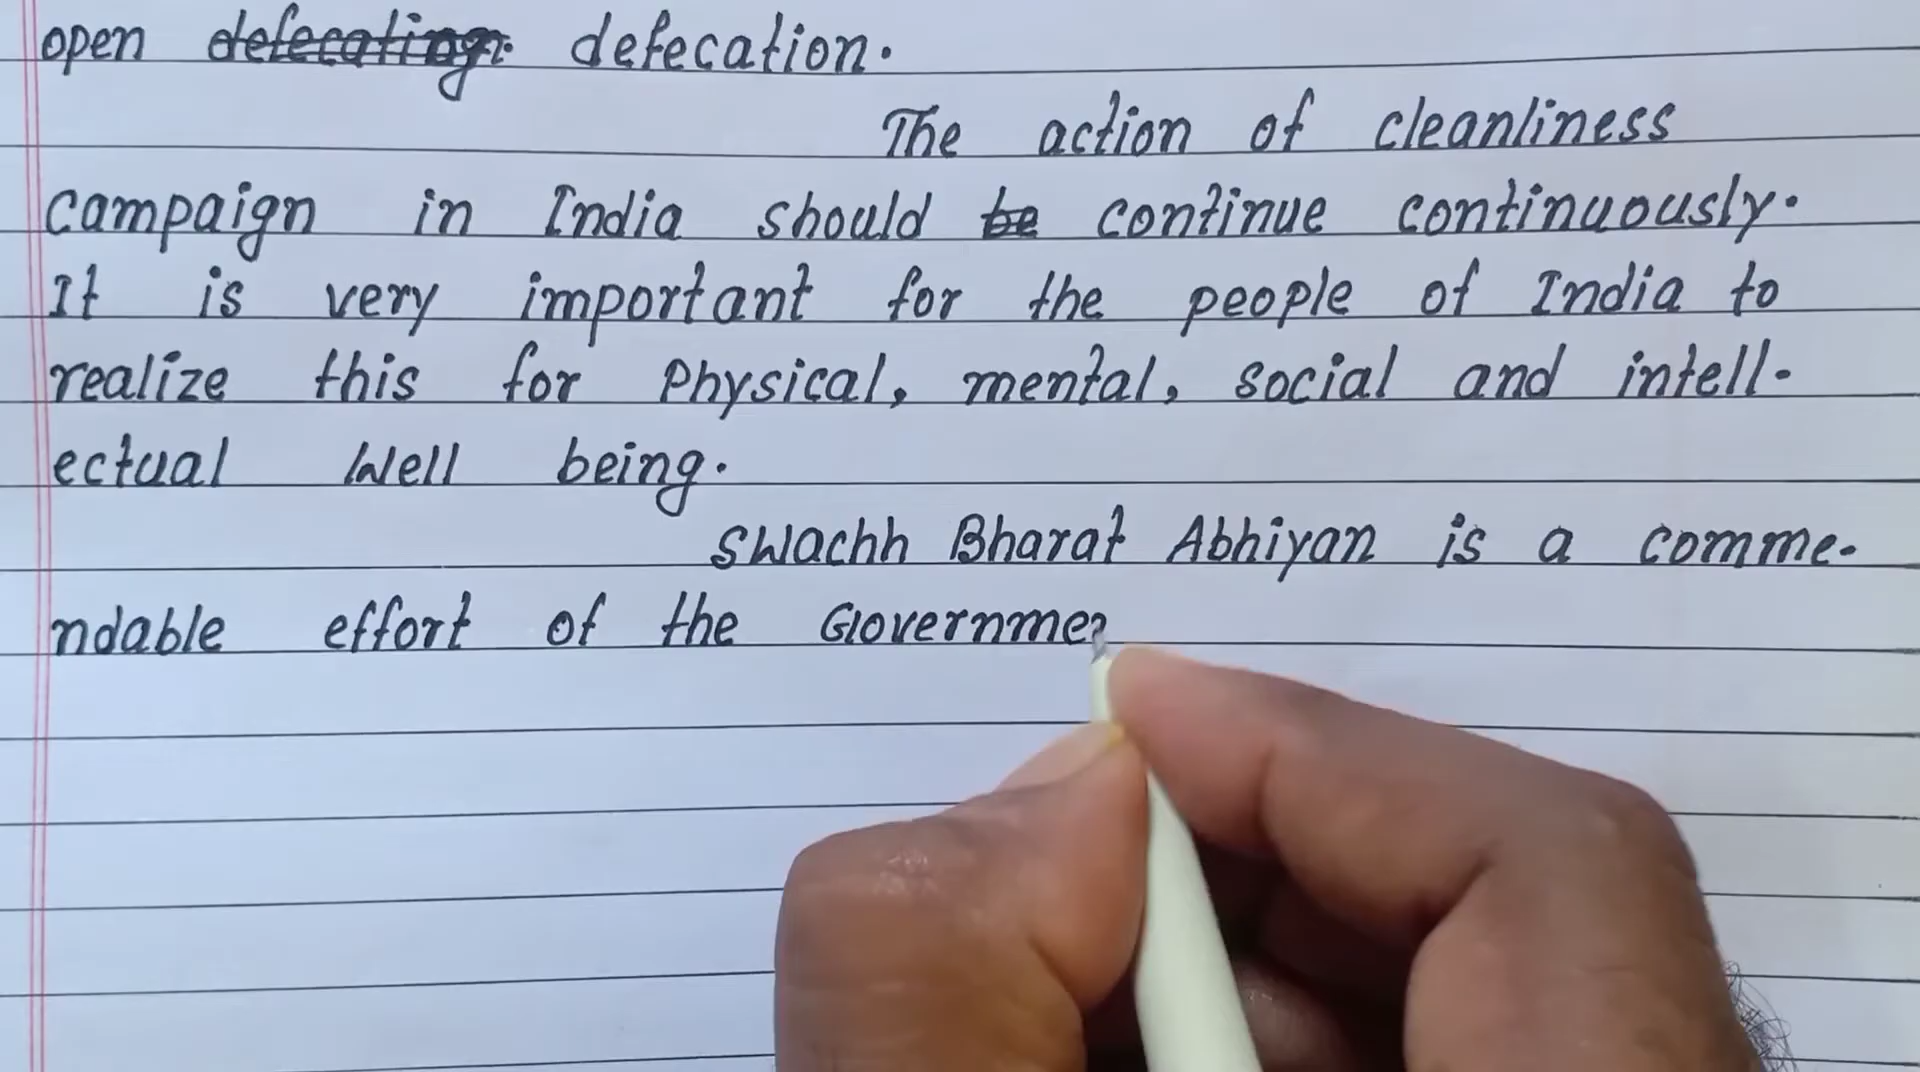 open defecating. defecation.
The action of cleanliness
campaign in India should be continue continuously.
It is very important for the people of India to
realize this for Physical, mental, social and intell-
ectual well being.
Swachh Bharat Abhiyan is a comme-
ndable effort of the Governmen